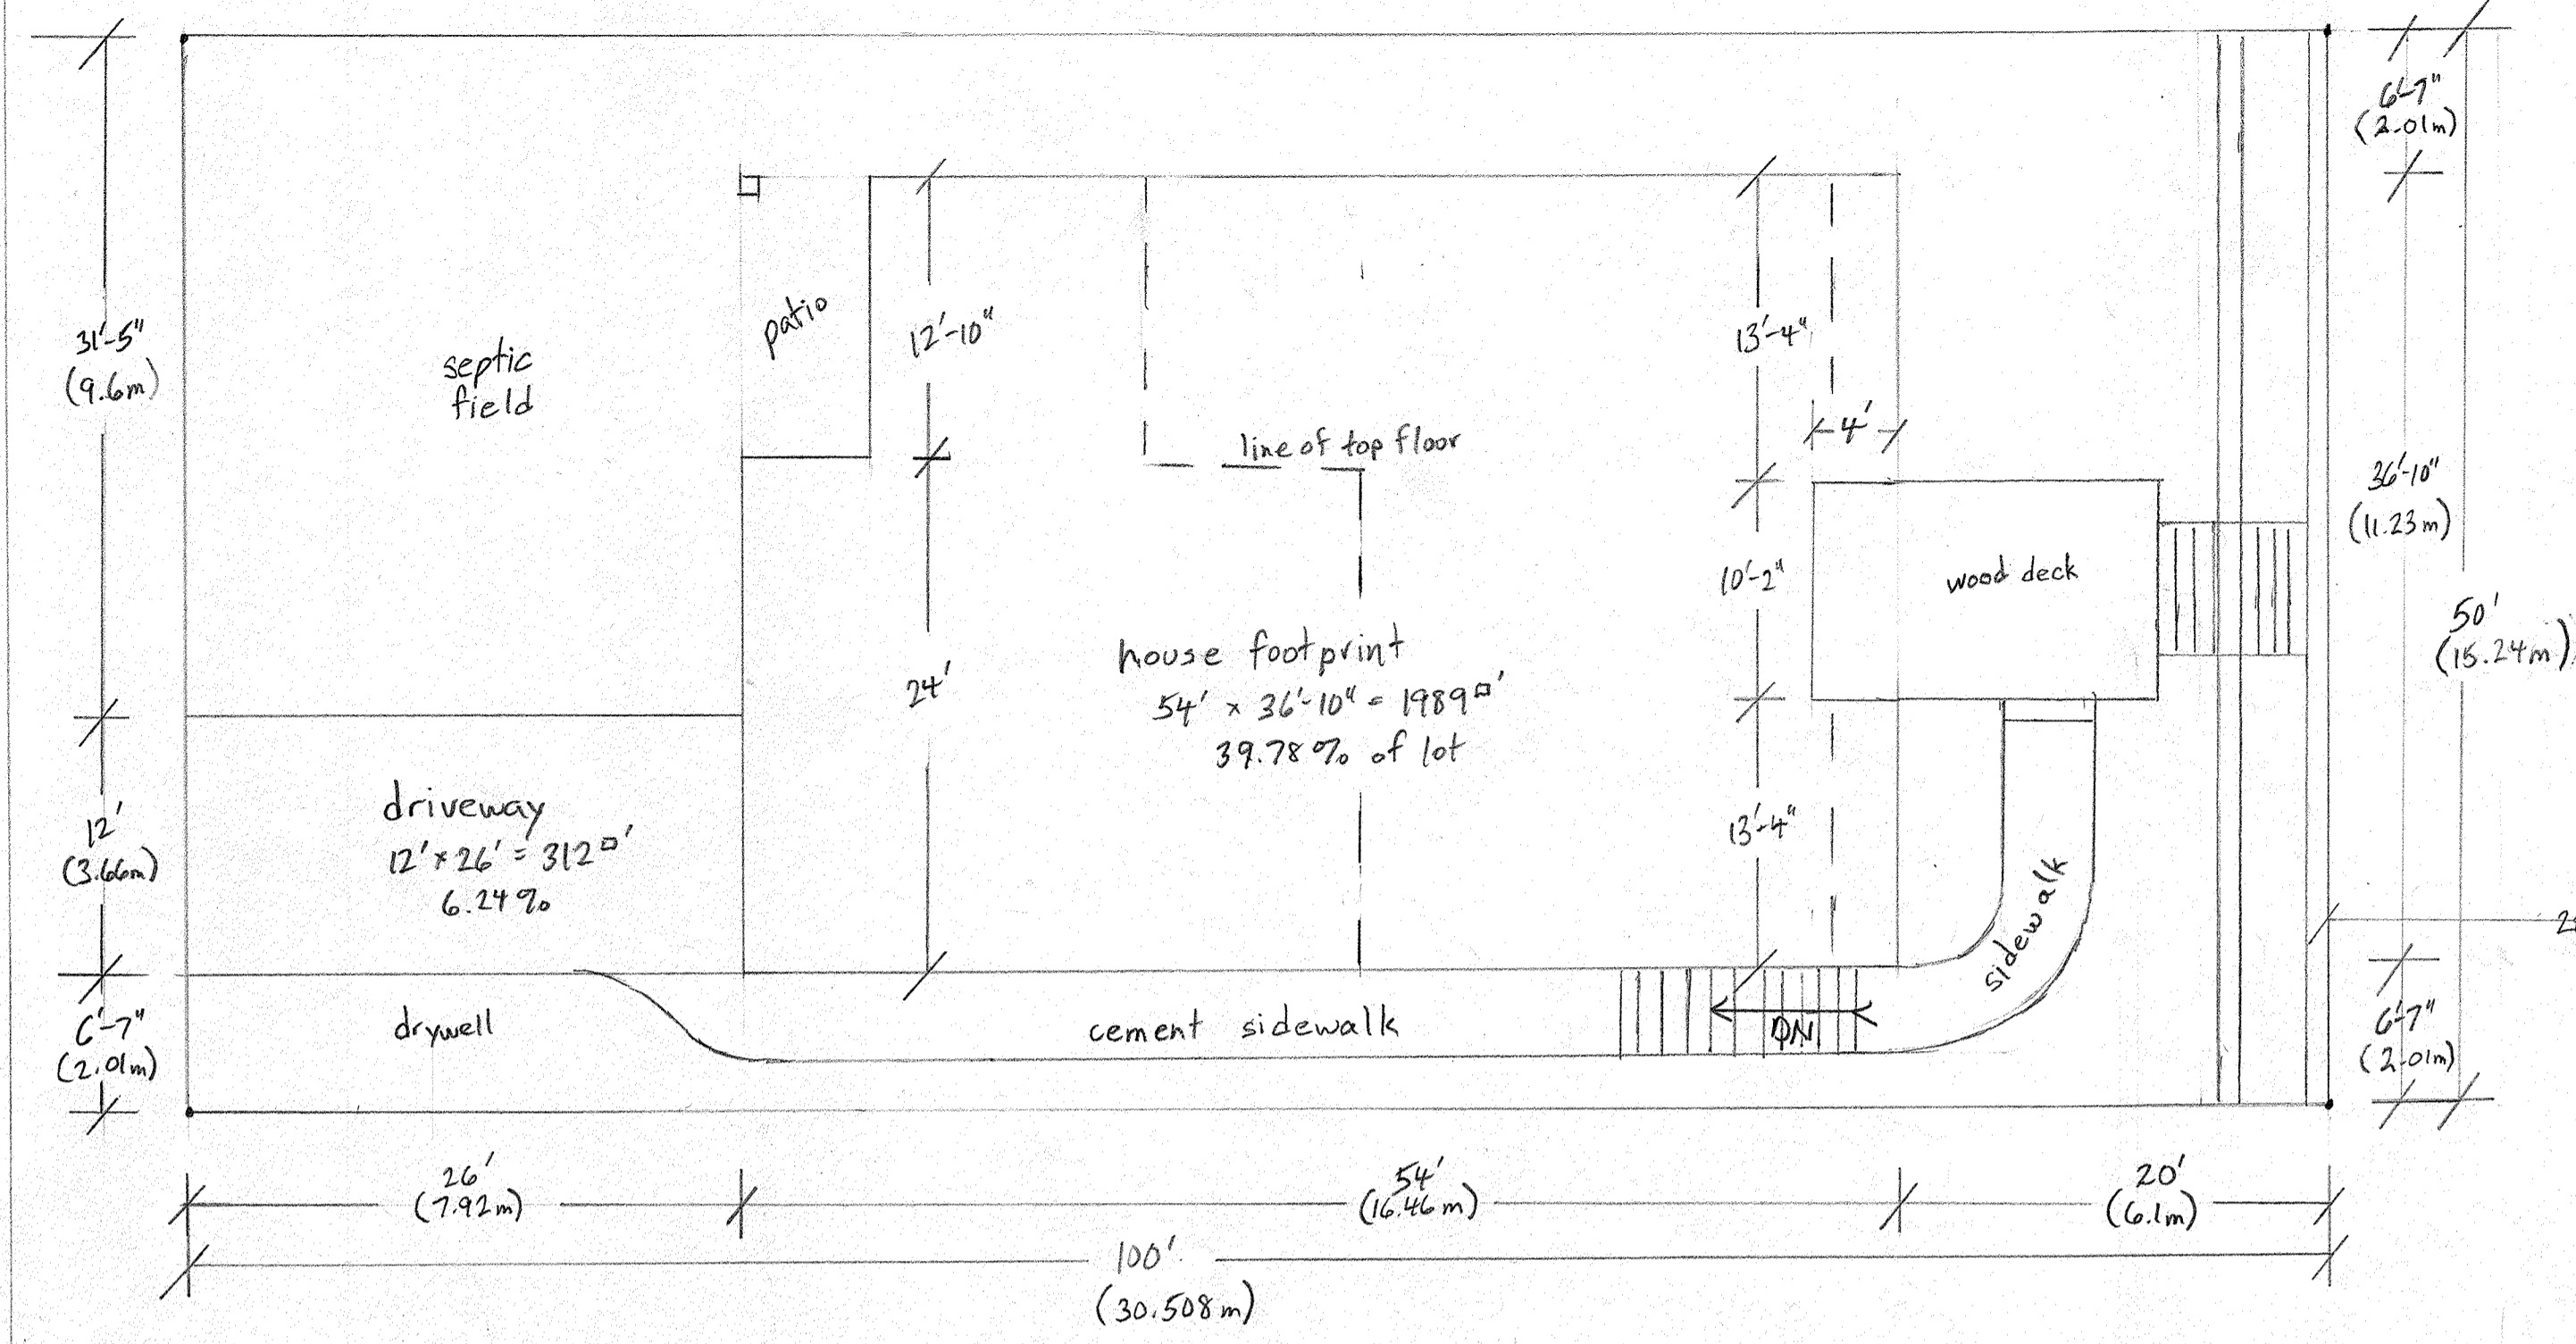 6'-7"
(2.01m)
31'-5"
(9.6m)
septic
field
patio
12'-10"
13'-4"
4'
line of top floor
36'-10"
(11.23m)
10'-2"
wood deck
50'
(15.24m)
house footprint
54' x 36'-10" = 1989□'
39.78% of lot
24'
driveway
12' x 26' = 312□'
6.24%
12'
(3.66m)
13'-4"
sidewalk
6'-7"
(2.01m)
drywell
cement sidewalk
DN
6'-7"
(2.01m)
26'
(7.92m)
54'
(16.46m)
20'
(6.1m)
100'
(30.508m)